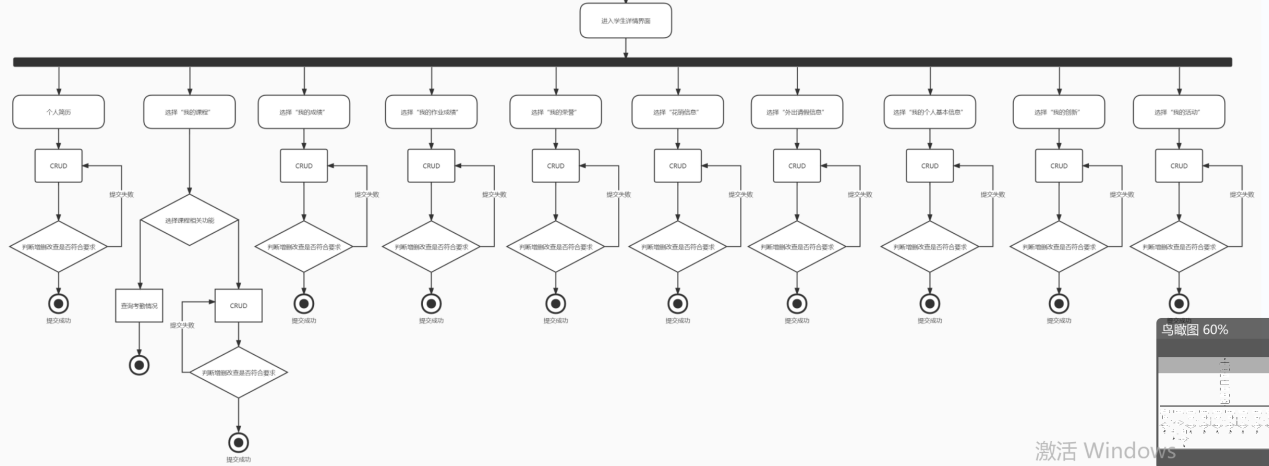 进入学生详情界面
个人简历
选择“我的课程”
选择“我的成绩”
选择“我的作业成绩”
选择“我的荣誉”
选择“花销信息”
选择“外出请假信息”
选择“我的个人基本信息”
选择“我的创新”
选择“我的活动”
CRUD
CRUD
CRUD
CRUD
CRUD
CRUD
CRUD
CRUD
CRUD
提交失败
提交失败
提交失败
提交失败
提交失败
提交失败
提交失败
提交失败
提交失败
选择课程相关功能
判断增删改查是否符合要求
判断增删改查是否符合要求
判断增删改查是否符合要求
判断增删改查是否符合要求
判断增删改查是否符合要求
判断增删改查是否符合要求
判断增删改查是否符合要求
判断增删改查是否符合要求
判断增删改查是否符合要求
查询考勤情况
CRUD
提交成功
提交成功
提交成功
提交成功
提交成功
提交成功
提交成功
提交成功
提交成功
提交失败
鸟瞰图 60%
判断增删改查是否符合要求
提交成功
激活 Windows